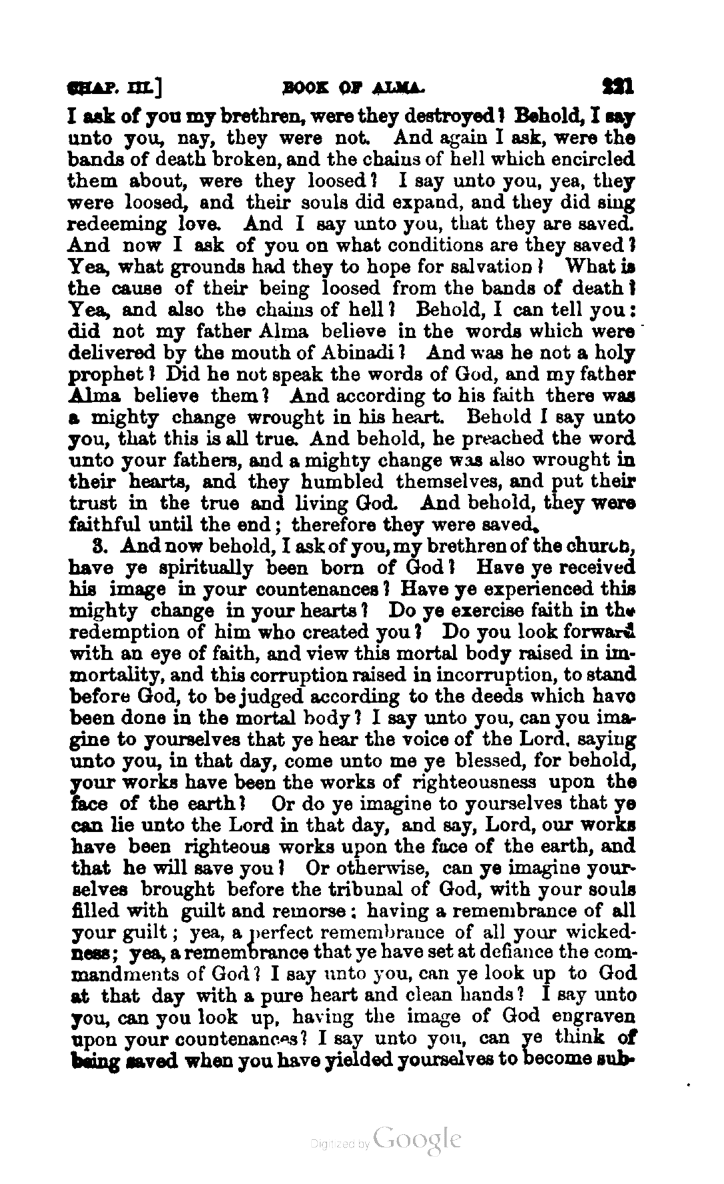 CHAP. III.] BOOK OF ALMA. 221
I ask of you my brethren, were they destroyed? Behold, I say
unto you, nay, they were not. And again I ask, were the
bands of death broken, and the chains of hell which encircled
them about, were they loosed? I say unto you, yea, they
were loosed, and their souls did expand, and they did sing
redeeming love. And I say unto you, that they are saved.
And now I ask of you on what conditions are they saved?
Yea, what grounds had they to hope for salvation? What is
the cause of their being loosed from the bands of death?
Yea, and also the chains of hell? Behold, I can tell you:
did not my father Alma believe in the words which were
delivered by the mouth of Abinadi? And was he not a holy
prophet? Did he not speak the words of God, and my father
Alma believe them? And according to his faith there was
a mighty change wrought in his heart. Behold I say unto
you, that this is all true. And behold, he preached the word
unto your fathers, and a mighty change was also wrought in
their hearts, and they humbled themselves, and put their
trust in the true and living God. And behold, they were
faithful until the end; therefore they were saved.
3. And now behold, I ask of you, my brethren of the church,
have ye spiritually been born of God? Have ye received
his image in your countenances? Have ye experienced this
mighty change in your hearts? Do ye exercise faith in the
redemption of him who created you? Do you look forward
with an eye of faith, and view this mortal body raised in im-
mortality, and this corruption raised in incorruption, to stand
before God, to be judged according to the deeds which have
been done in the mortal body? I say unto you, can you ima-
gine to yourselves that ye hear the voice of the Lord, saying
unto you, in that day, come unto me ye blessed, for behold,
your works have been the works of righteousness upon the
face of the earth? Or do ye imagine to yourselves that ye
can lie unto the Lord in that day, and say, Lord, our works
have been righteous works upon the face of the earth, and
that he will save you? Or otherwise, can ye imagine your-
selves brought before the tribunal of God, with your souls
filled with guilt and remorse: having a remembrance of all
your guilt; yea, a perfect remembrance of all your wicked-
ness; yea, a remembrance that ye have set at defiance the com-
mandments of God? I say unto you, can ye look up to God
at that day with a pure heart and clean hands? I say unto
you, can you look up, having the image of God engraven
upon your countenances? I say unto you, can ye think of
being saved when you have yielded yourselves to become sub-
Digitized by Google